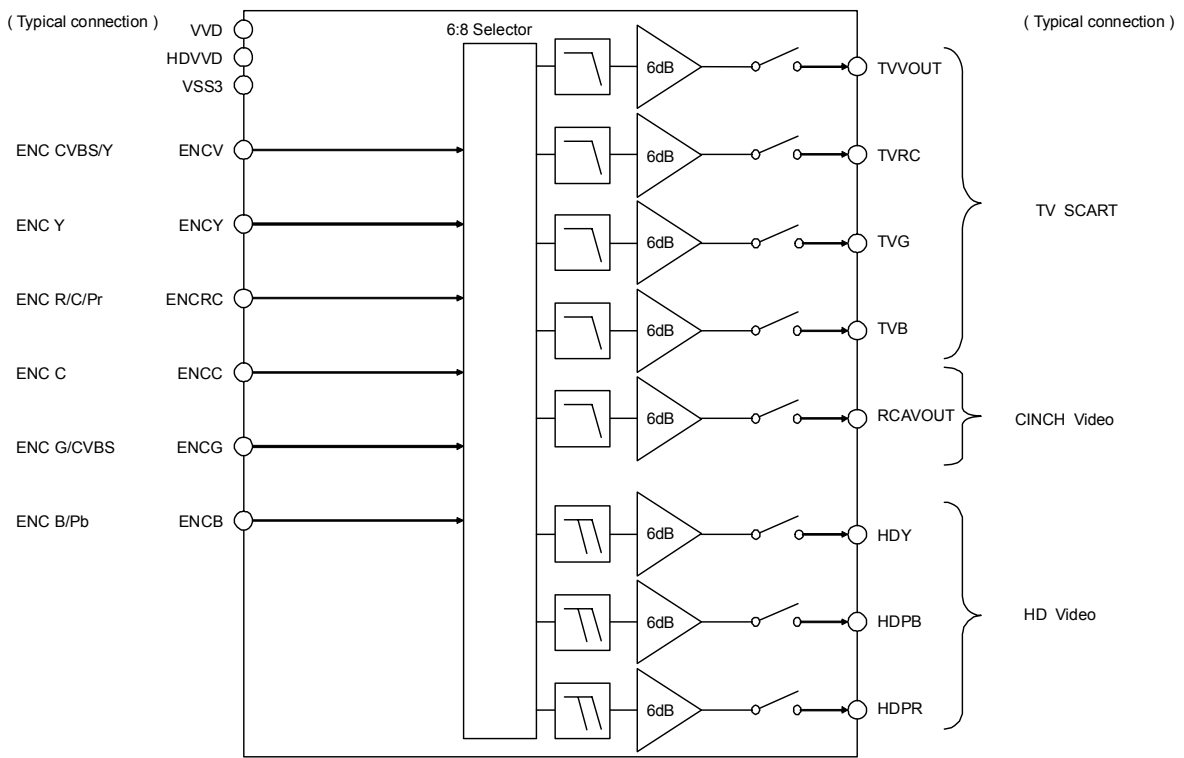 ( Typical connection )
( Typical connection )
VVD
HDVVD
VSS3
6:8 Selector
6dB
TVVOUT
ENC CVBS/Y
ENCV
6dB
TVRC
TV SCART
ENC Y
ENCY
6dB
TVG
ENC R/C/Pr
ENCRC
6dB
TVB
ENC C
ENCC
6dB
RCAVOUT
CINCH Video
ENC G/CVBS
ENCG
ENC B/Pb
ENCB
6dB
HDY
6dB
HDPB
HD Video
6dB
HDPR